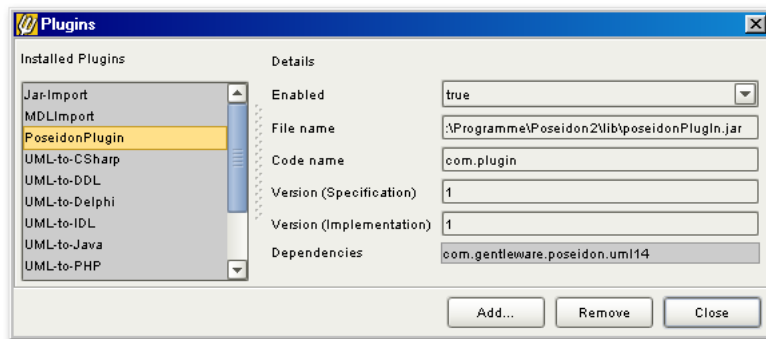 Plugins
Installed Plugins
Jar-Import
MDLImport
PoseidonPlugin
UML-to-CSharp
UML-to-DDL
UML-to-Delphi
UML-to-IDL
UML-to-Java
UML-to-PHP
Details
Enabled true
File name :\Programme\Poseidon2\lib\poseidonPlugIn.jar
Code name com.plugin
Version (Specification) 1
Version (Implementation) 1
Dependencies com.gentleware.poseidon.uml14
Add... Remove Close